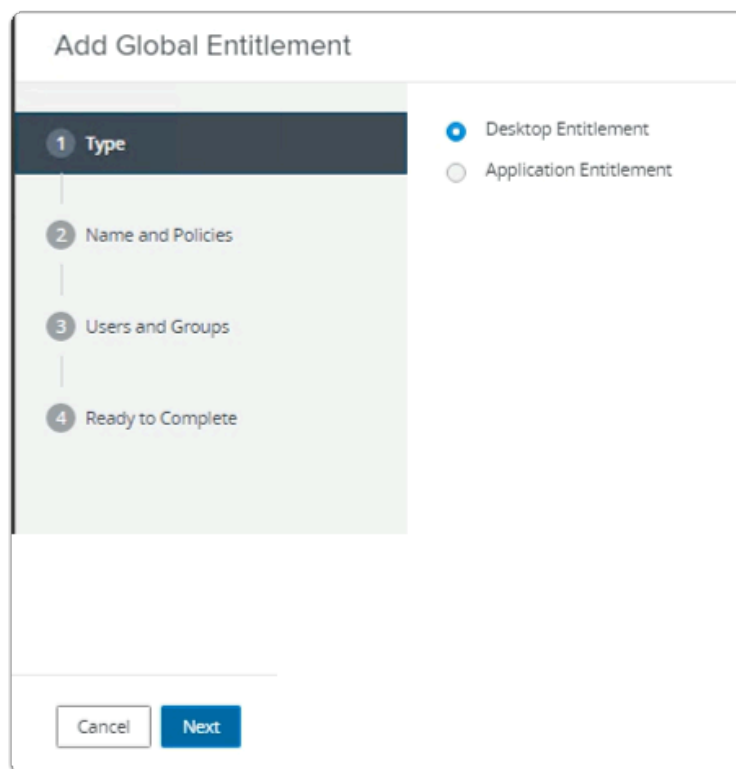 Add Global Entitlement
1 Type
Desktop Entitlement
Application Entitlement
2 Name and Policies
3 Users and Groups
4 Ready to Complete
Cancel
Next